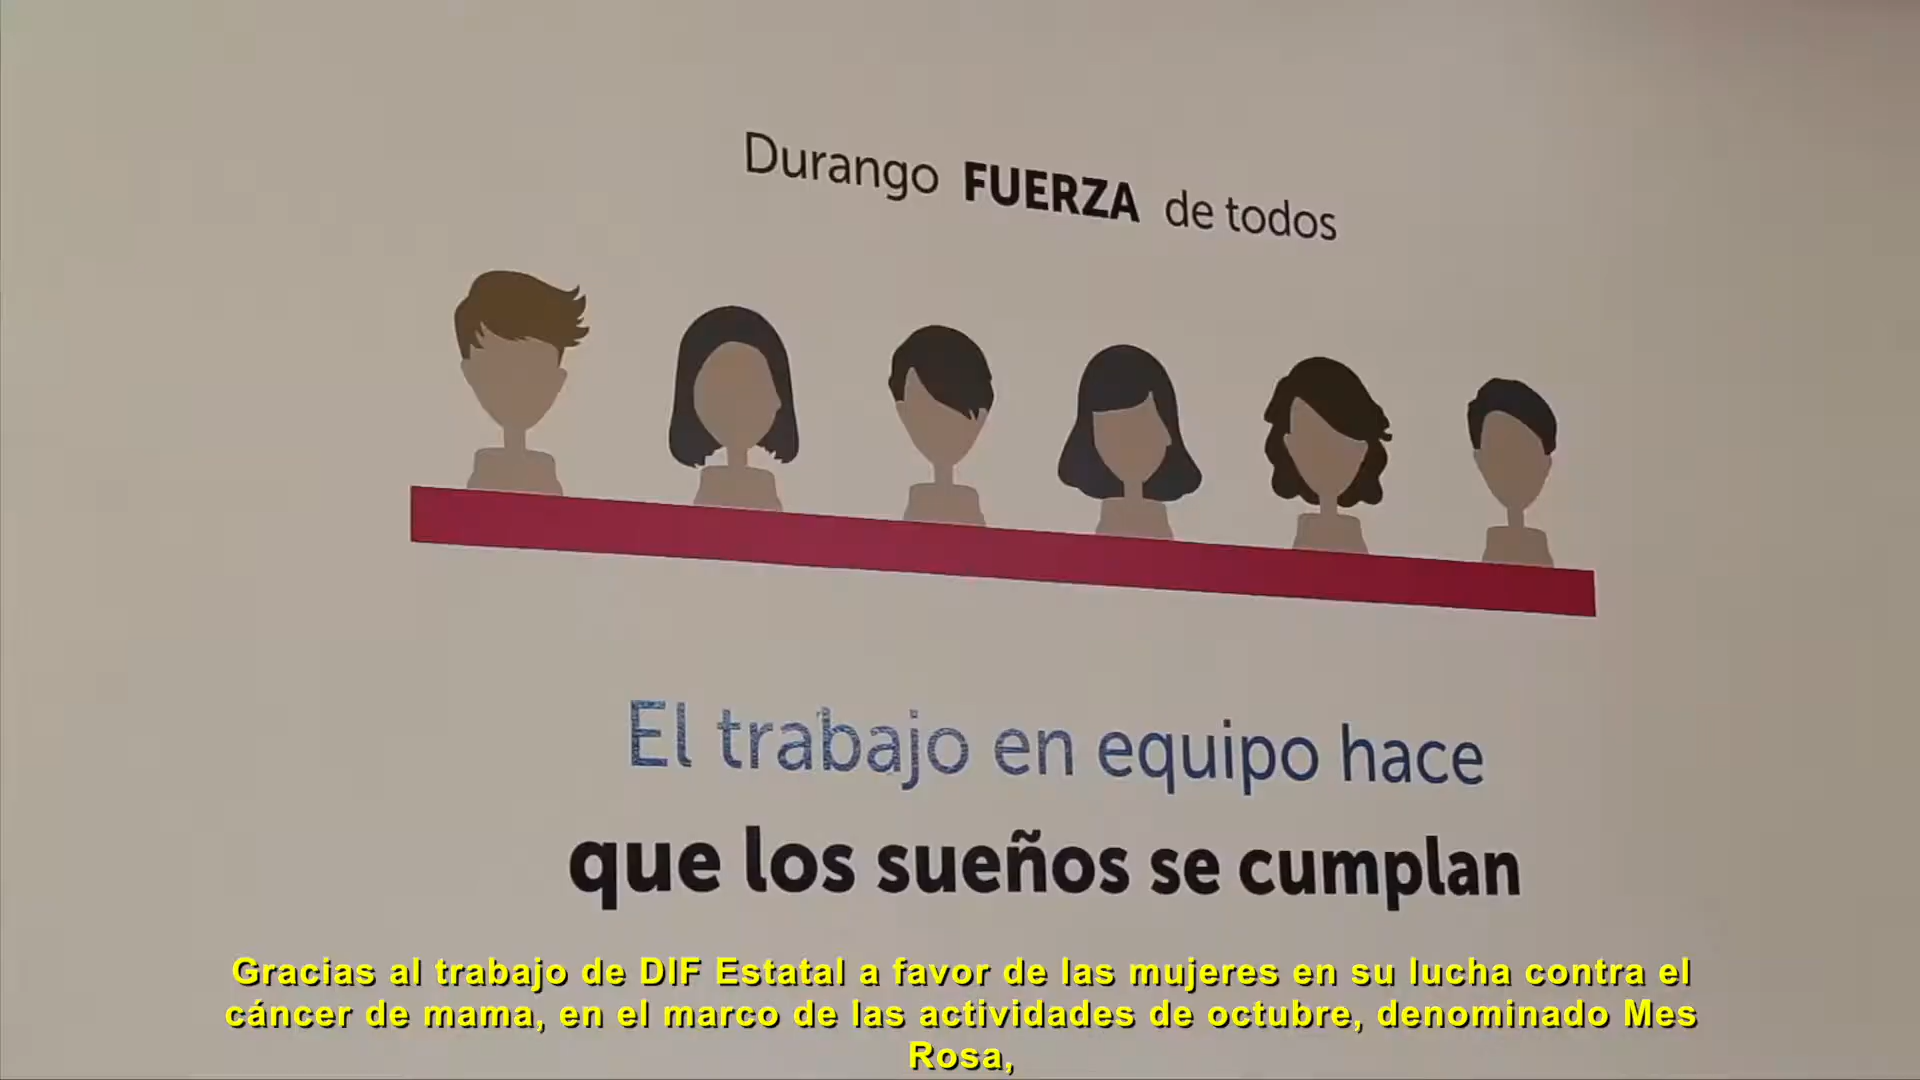 Durango FUERZA de todos
El trabajo en equipo hace
que los sueños se cumplan
Gracias al trabajo de DIF Estatal a favor de las mujeres en su lucha contra el
cáncer de mama, en el marco de las actividades de octubre, denominado Mes
Rosa,